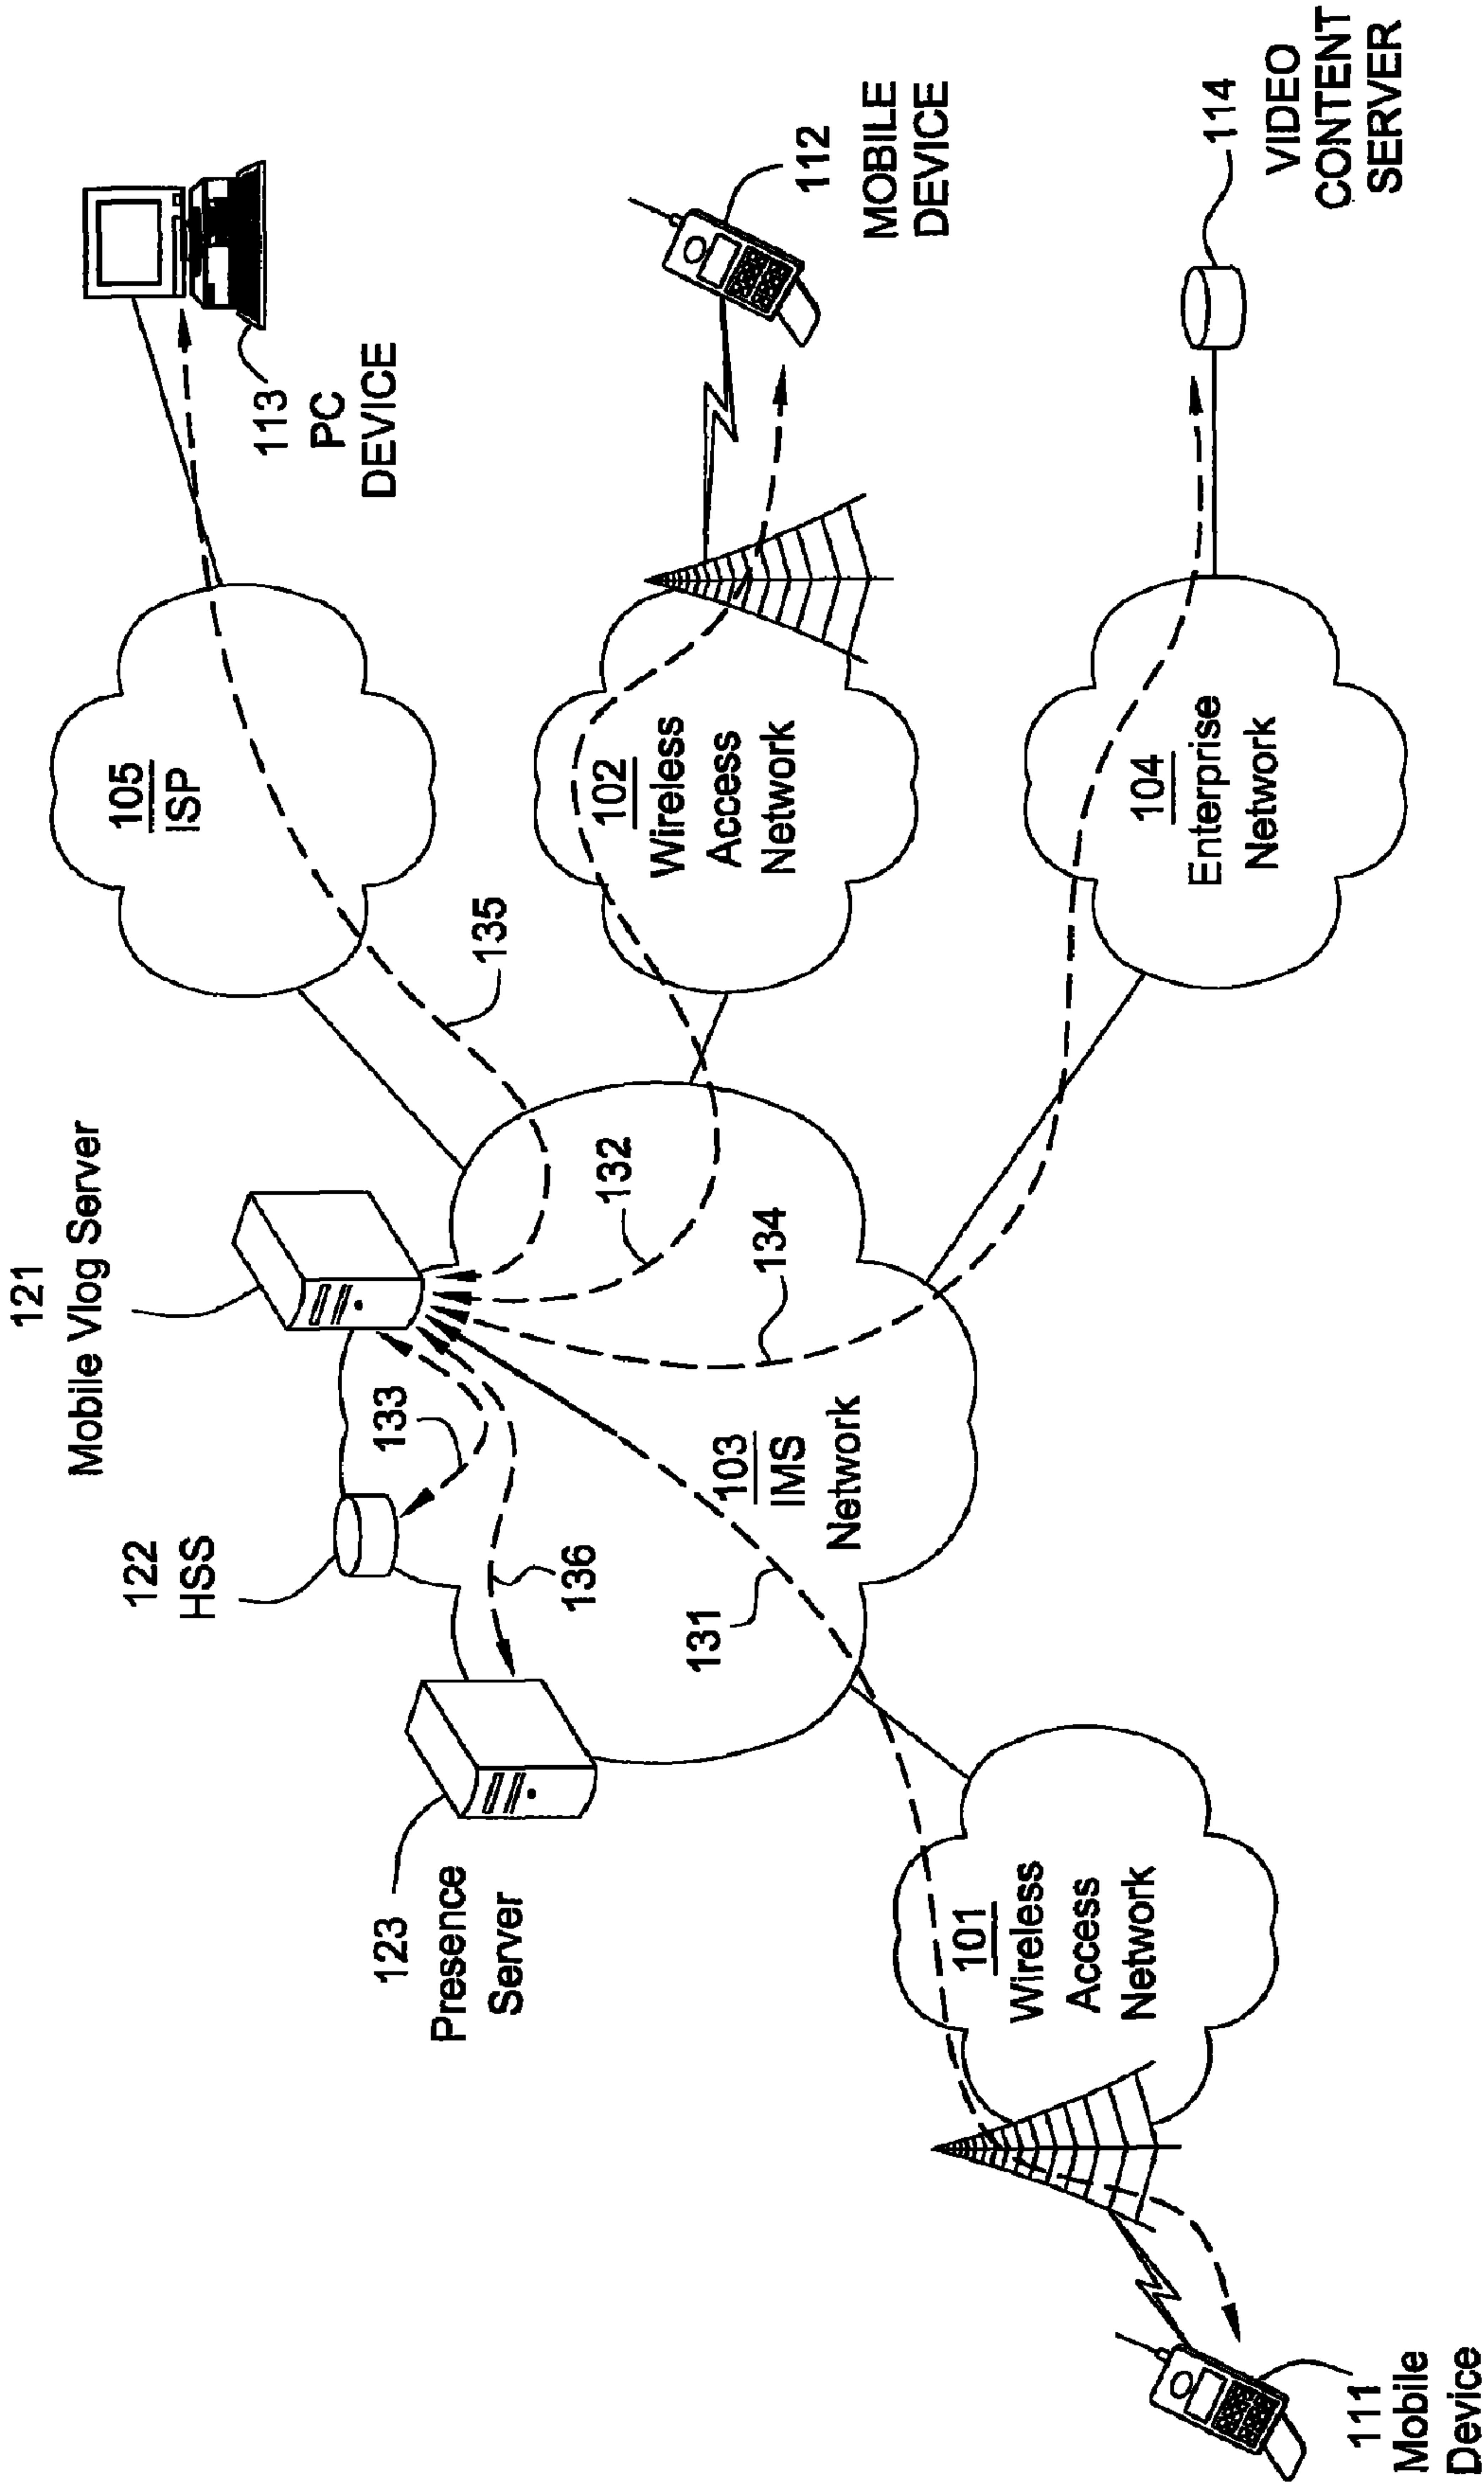 121
Mobile Vlog Server
122
HSS
123
Presence
Server
133
136
135
132
134
131
103
IMS
Network
105
ISP
113
PC
DEVICE
102
Wireless
Access
Network
112
MOBILE
DEVICE
104
Enterprise
Network
114
VIDEO
CONTENT
SERVER
101
Wireless
Access
Network
111
Mobile
Device